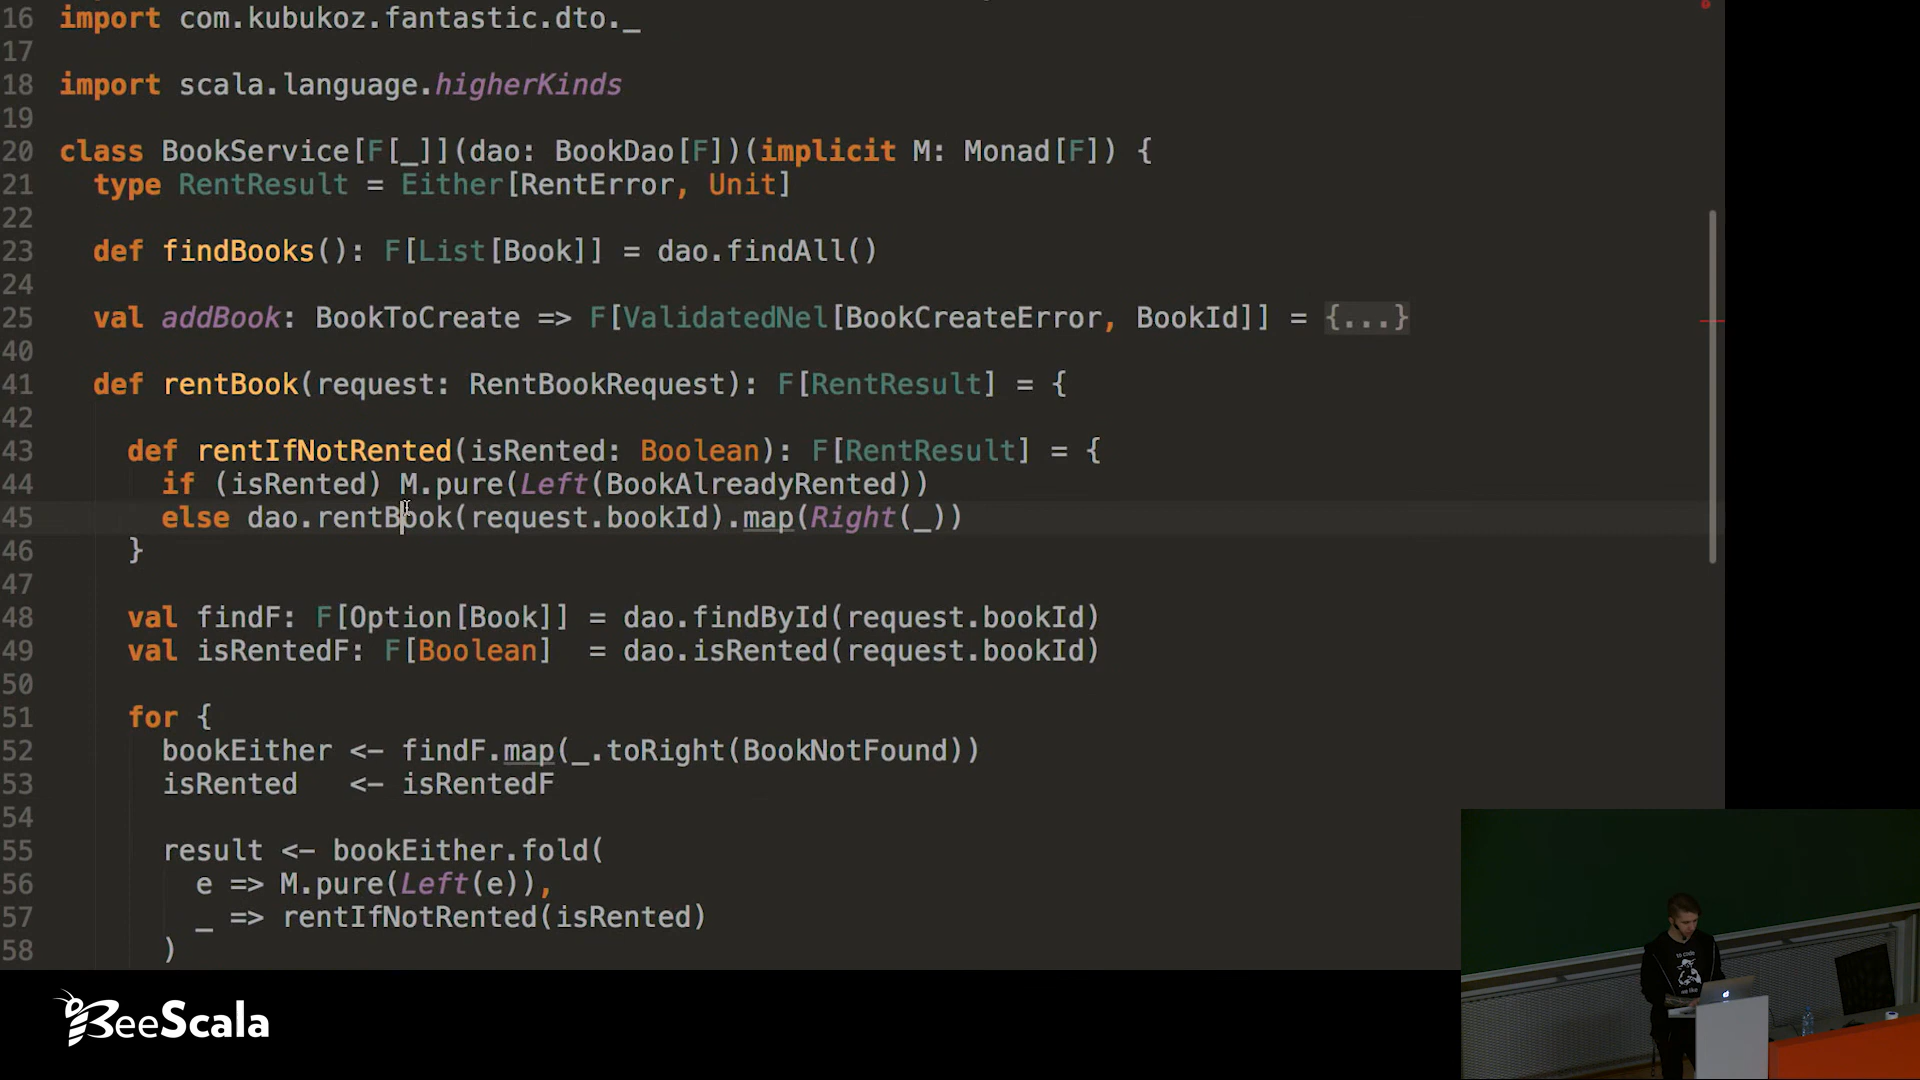 16 import com.kubukoz.fantastic.dto._
17
18 import scala.language.higherKinds
19
20 class BookService[F[_]](dao: BookDao[F])(implicit M: Monad[F]) {
21   type RentResult = Either[RentError, Unit]
22
23   def findBooks(): F[List[Book]] = dao.findAll()
24
25   val addBook: BookToCreate => F[ValidatedNel[BookCreateError, BookId]] = {...}
40
41   def rentBook(request: RentBookRequest): F[RentResult] = {
42
43     def rentIfNotRented(isRented: Boolean): F[RentResult] = {
44       if (isRented) M.pure(Left(BookAlreadyRented))
45       else dao.rentBook(request.bookId).map(Right(_))
46     }
47
48     val findF: F[Option[Book]] = dao.findById(request.bookId)
49     val isRentedF: F[Boolean]  = dao.isRented(request.bookId)
50
51     for {
52       bookEither <- findF.map(_.toRight(BookNotFound))
53       isRented   <- isRentedF
54
55       result <- bookEither.fold(
56         e => M.pure(Left(e)),
57         _ => rentIfNotRented(isRented)
58       )
BeeScala
to code
we like